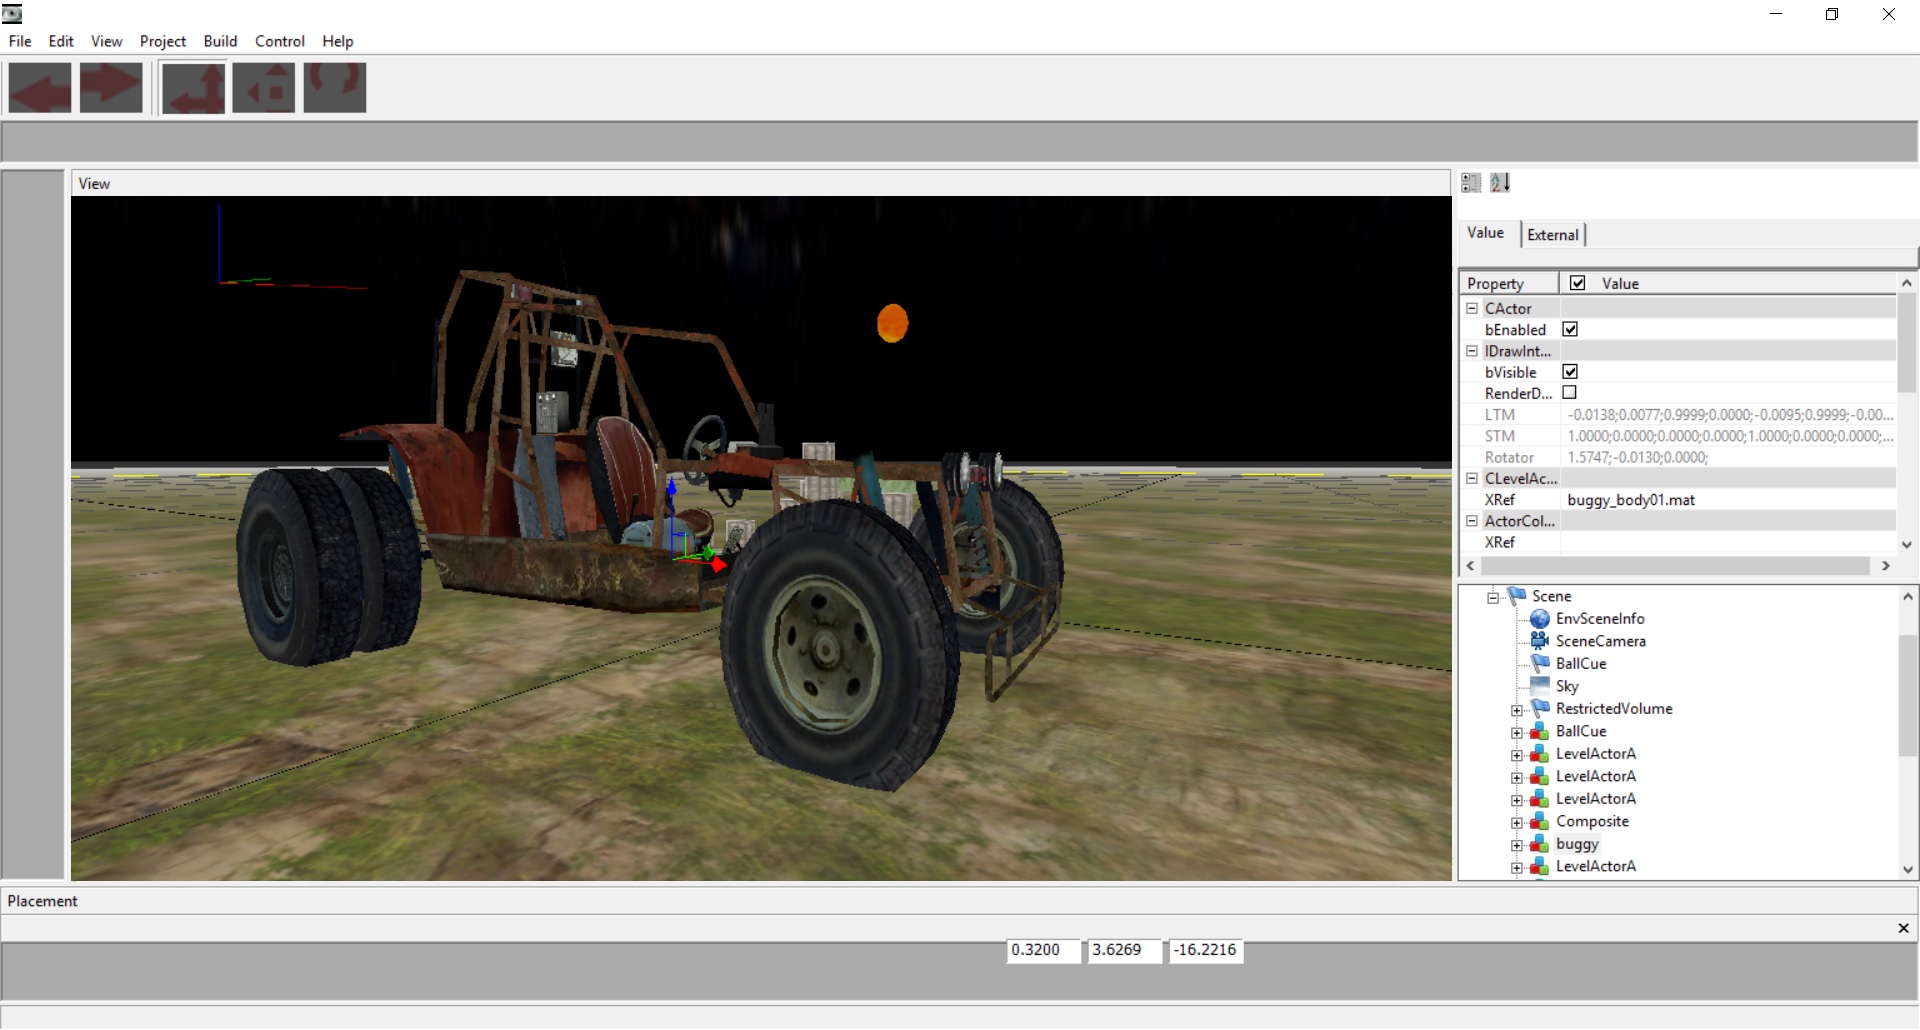 File Edit View Project Build Control Help
View
Value External
Property Value
CActor
bEnabled
IDrawInt...
bVisible
RenderD...
LTM -0.0138;0.0077;0.9999;0.0000;-0.0095;0.9999;-0.00...
STM 1.0000;0.0000;0.0000;0.0000;1.0000;0.0000;0.0000;...
Rotator 1.5747;-0.0130;0.0000;
CLevelAc...
XRef buggy_body01.mat
ActorCol...
XRef
Scene
EnvSceneInfo
SceneCamera
BallCue
Sky
RestrictedVolume
BallCue
LevelActorA
LevelActorA
LevelActorA
Composite
buggy
LevelActorA
Placement
0.3200 3.6269 -16.2216